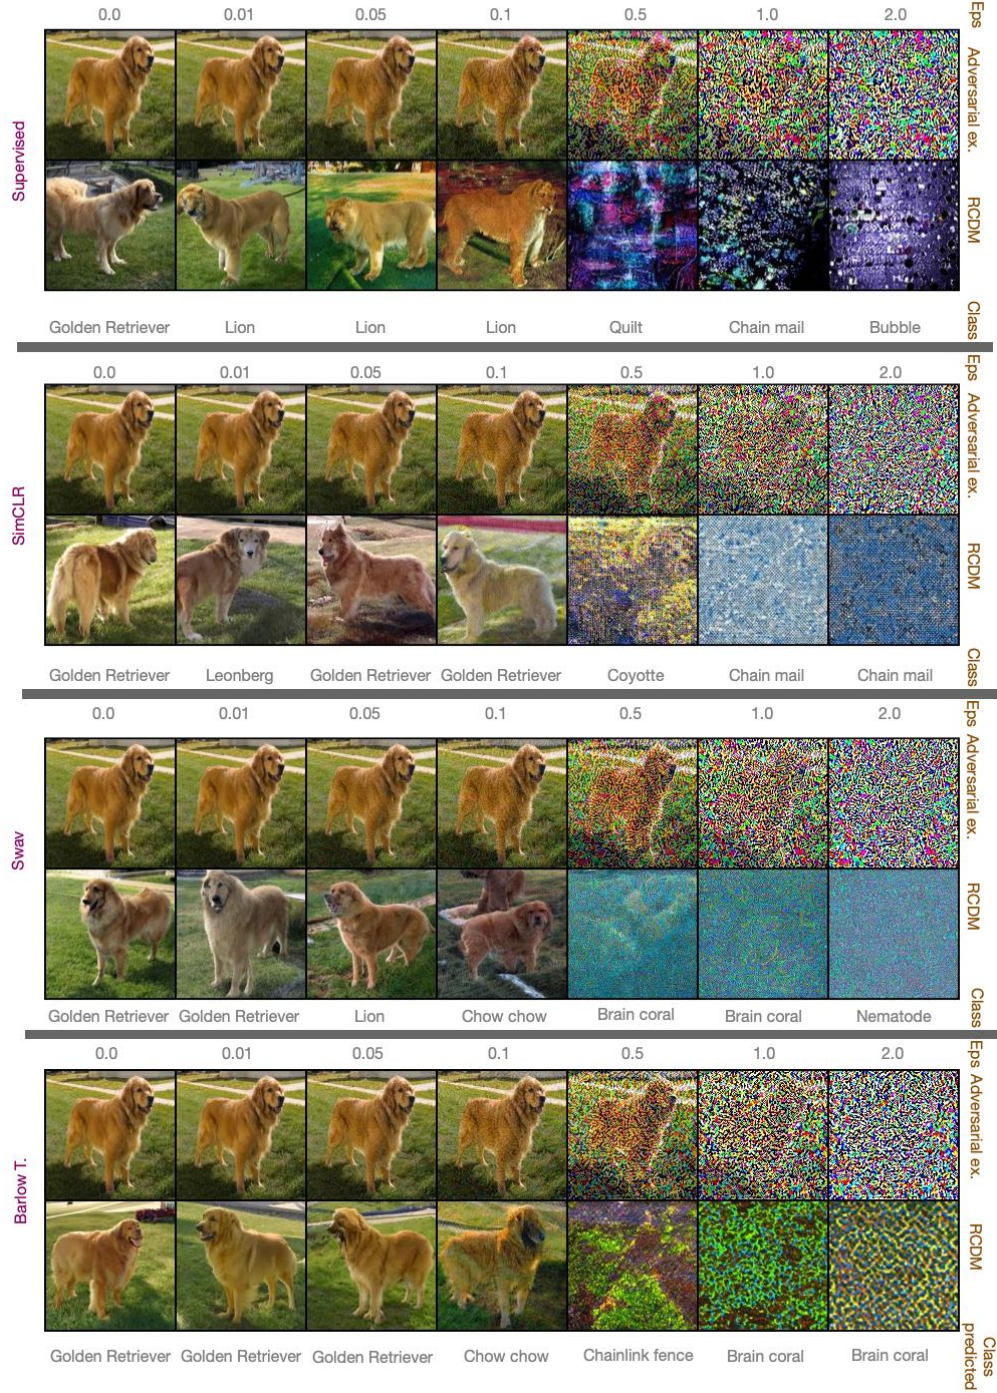 0.0 0.01 0.05 0.1 0.5 1.0 2.0 Eps
Supervised
Adversarial ex.
RCDM
Golden Retriever Lion Lion Lion Quilt Chain mail Bubble Class
0.0 0.01 0.05 0.1 0.5 1.0 2.0 Eps
SimCLR
Adversarial ex.
RCDM
Golden Retriever Leonberg Golden Retriever Golden Retriever Coyotte Chain mail Chain mail Class
0.0 0.01 0.05 0.1 0.5 1.0 2.0 Eps
Swav
Adversarial ex.
RCDM
Golden Retriever Golden Retriever Lion Chow chow Brain coral Brain coral Nematode Class
0.0 0.01 0.05 0.1 0.5 1.0 2.0 Eps
Barlow T.
Adversarial ex.
RCDM
Golden Retriever Golden Retriever Golden Retriever Chow chow Chainlink fence Brain coral Brain coral Class
predicted